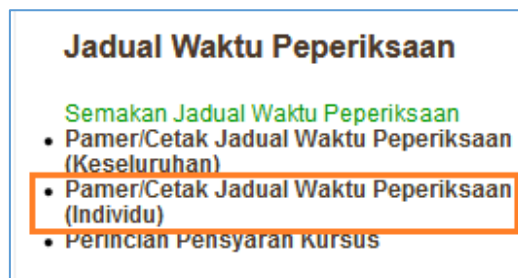 Jadual Waktu Peperiksaan
Semakan Jadual Waktu Peperiksaan
Pamer/Cetak Jadual Waktu Peperiksaan
(Keseluruhan)
Pamer/Cetak Jadual Waktu Peperiksaan
(Individu)
Perincian Pensyarah Kursus